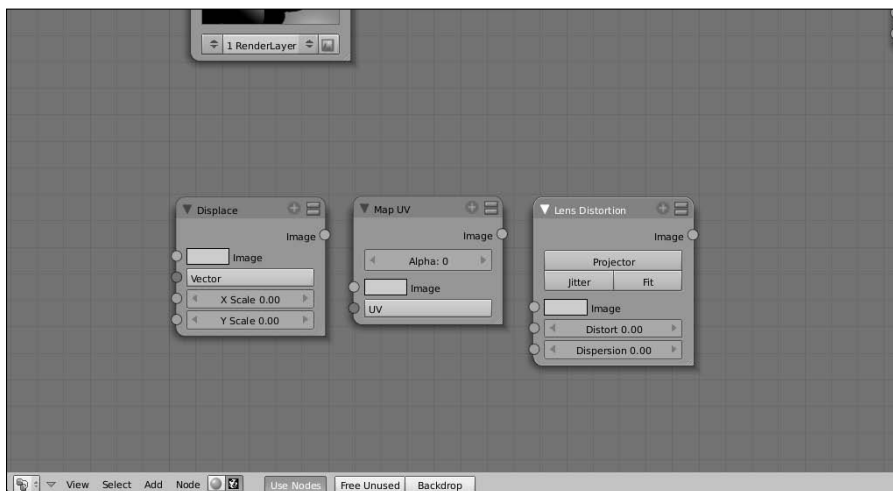 1 RenderLayer
Displace
Image
Image
Vector
X Scale 0.00
Y Scale 0.00
Map UV
Image
Alpha: 0
Image
UV
Lens Distortion
Image
Projector
Jitter Fit
Image
Distort 0.00
Dispersion 0.00
View Select Add Node Use Nodes Free Unused Backdrop